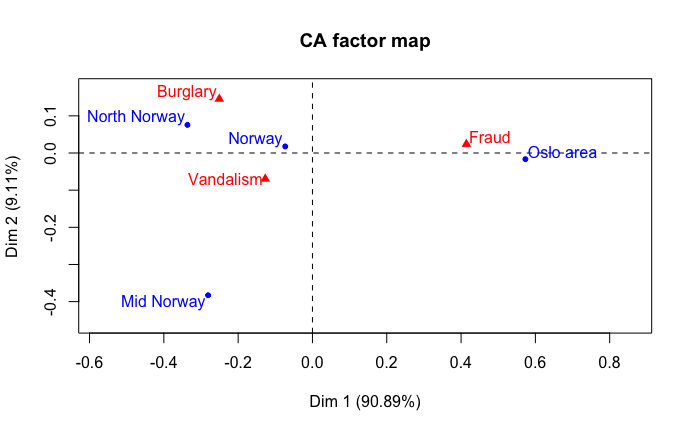 CA factor map
Burglary
North Norway
Norway
Fraud
Oslo area
Vandalism
Mid Norway
Dim 2 (9.11%)
0.1
0.0
-0.2
-0.4
-0.6
-0.4
-0.2
0.0
0.2
0.4
0.6
0.8
Dim 1 (90.89%)